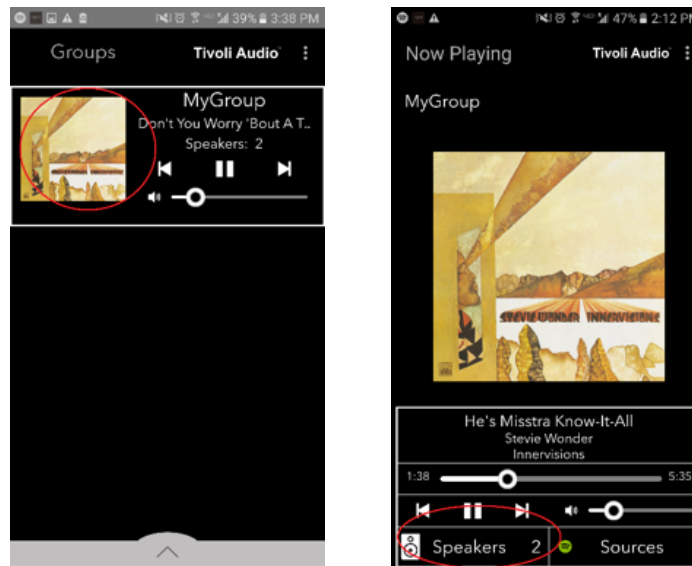 39% 3:38 PM
Groups
Tivoli Audio
MyGroup
Don't You Worry 'Bout A T...
Speakers: 2
47% 2:12 PM
Now Playing
Tivoli Audio
MyGroup
STEVIE WONDER INNERVISIONS
He's Misstra Know-It-All
Stevie Wonder
Innervisions
1:38
5:35
Speakers 2
Sources